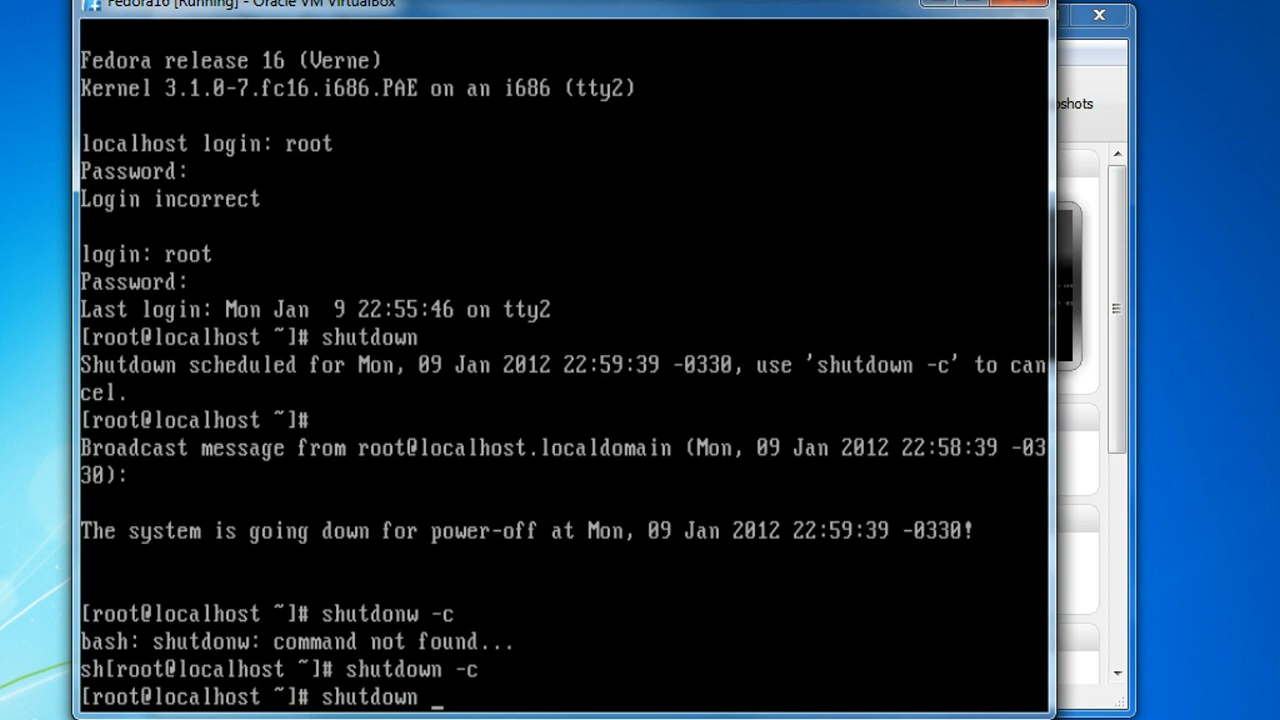 Fedora16 [Running] - Oracle VM VirtualBox
Fedora release 16 (Verne)
Kernel 3.1.0-7.fc16.i686.PAE on an i686 (tty2)
localhost login: root
Password:
Login incorrect
login: root
Password:
Last login: Mon Jan  9 22:55:46 on tty2
[root@localhost ~]# shutdown
Shutdown scheduled for Mon, 09 Jan 2012 22:59:39 -0330, use 'shutdown -c' to can
cel.
[root@localhost ~]#
Broadcast message from root@localhost.localdomain (Mon, 09 Jan 2012 22:58:39 -03
30):
The system is going down for power-off at Mon, 09 Jan 2012 22:59:39 -0330!
[root@localhost ~]# shutdonw -c
bash: shutdonw: command not found...
sh[root@localhost ~]# shutdown -c
[root@localhost ~]# shutdown _
pshots